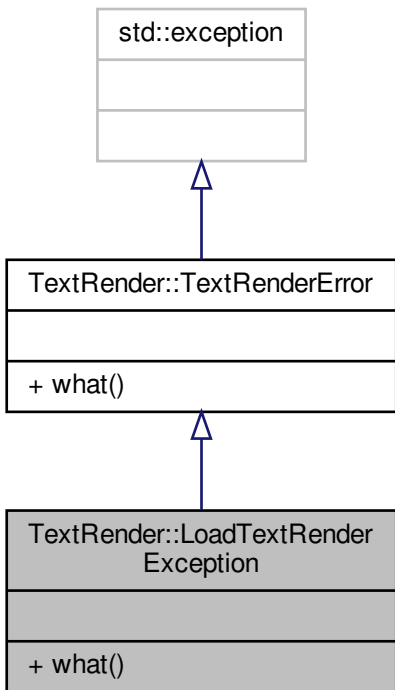 std::exception
TextRender::TextRenderError
+ what()
TextRender::LoadTextRender
Exception
+ what()